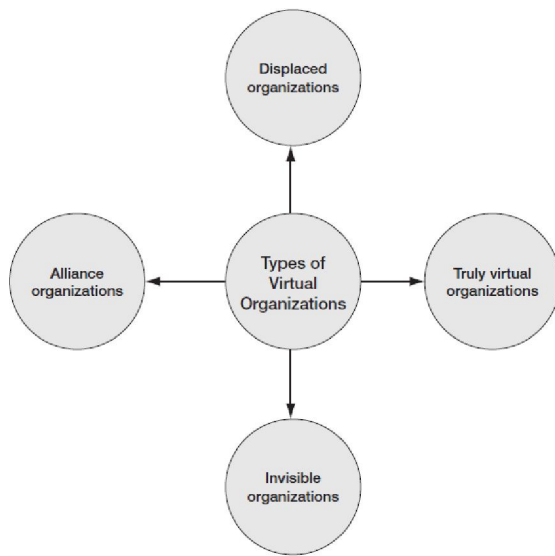 Displaced
organizations
Alliance
organizations
Types of
Virtual
Organizations
Truly virtual
organizations
Invisible
organizations